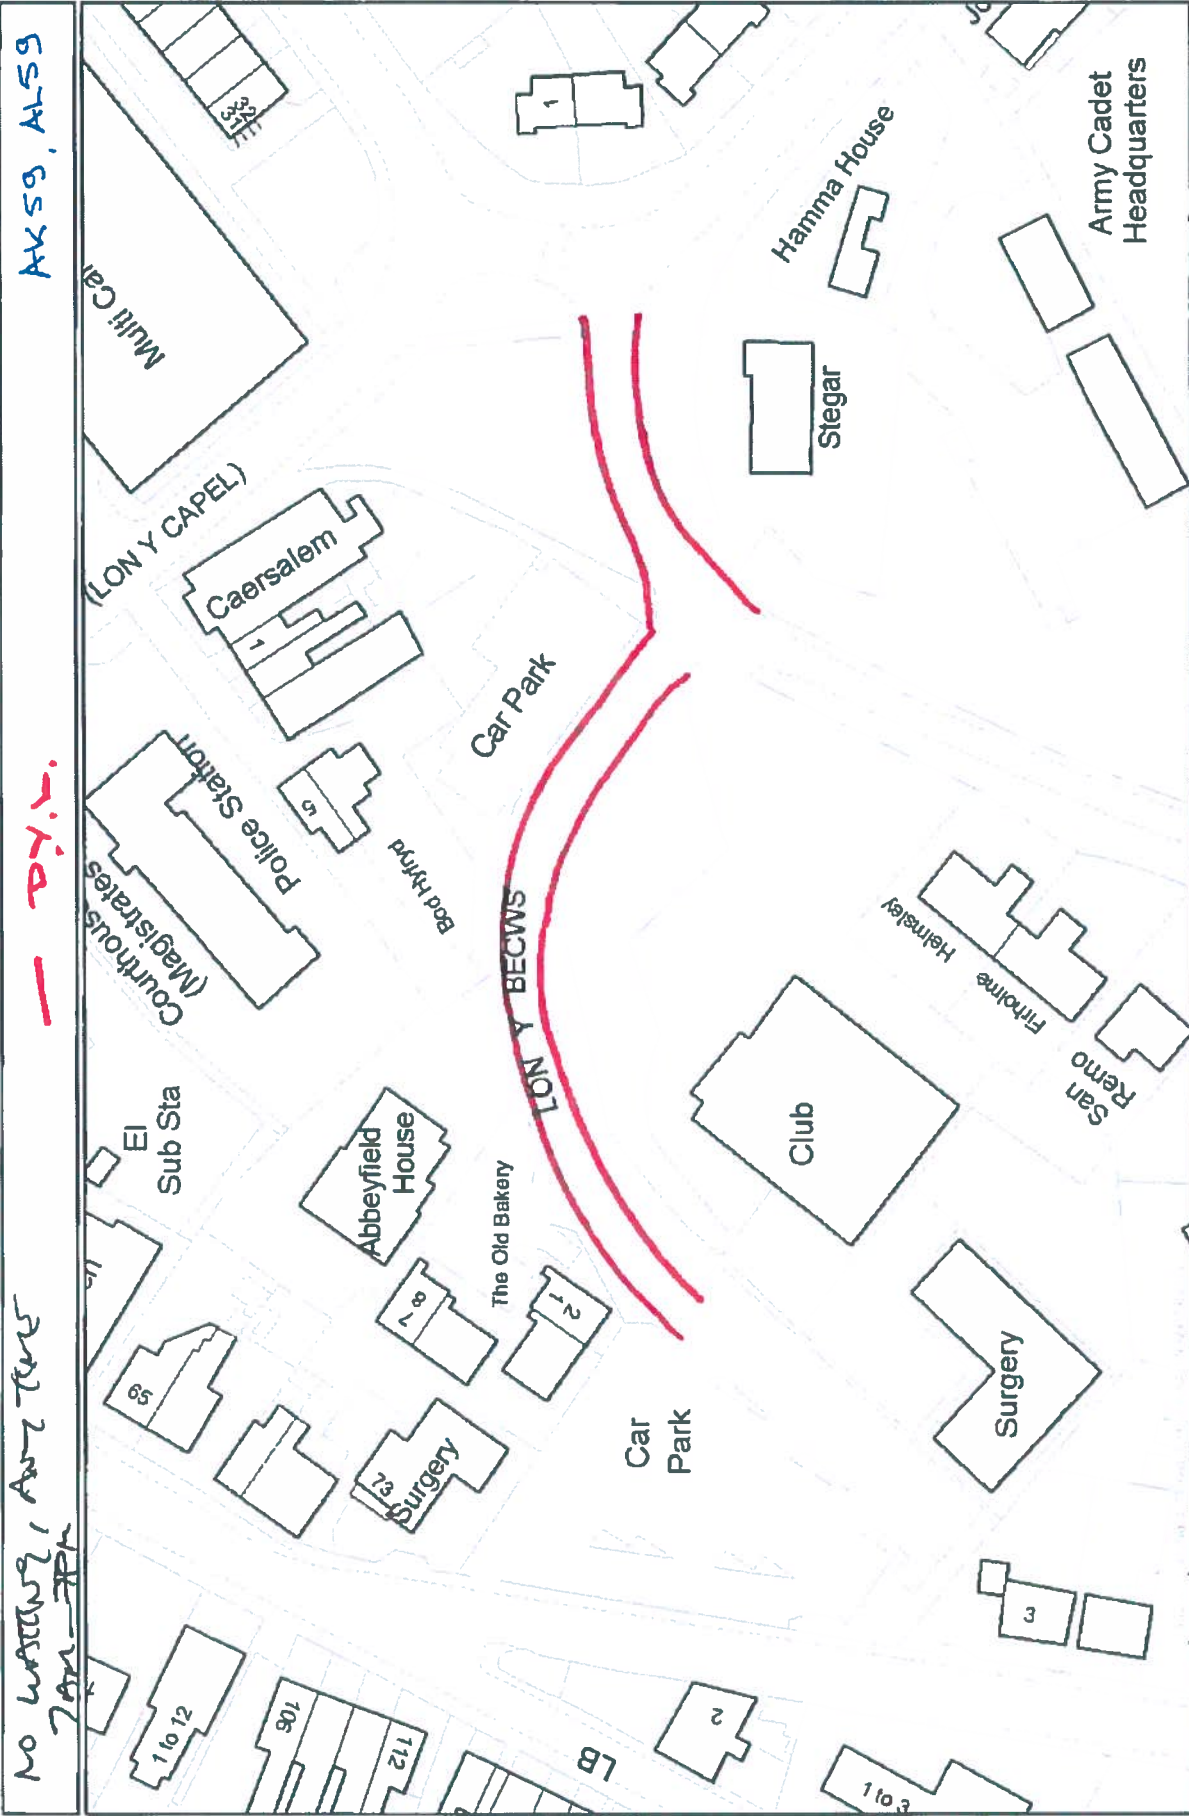 NO WAITING, ANY TIME
7AM-7PM
— D.Y.L.
AK59, AL59
31
32
Multi Car
(LON Y CAPEL)
Caersalem
1
Police Station
Courthouse
(Magistrates
5
Bod Hyfryd
Car Park
El
Sub Sta
Abbeyfield
House
7
8
The Old Bakery
1
2
LON Y BECWS
65
73
Surgery
Car
Park
Club
Surgery
Helmsley
Firholme
San
Remo
Stegar
Hamma House
Army Cadet
Headquarters
1
1 to 12
106
112
LB
2
1 to 3
3